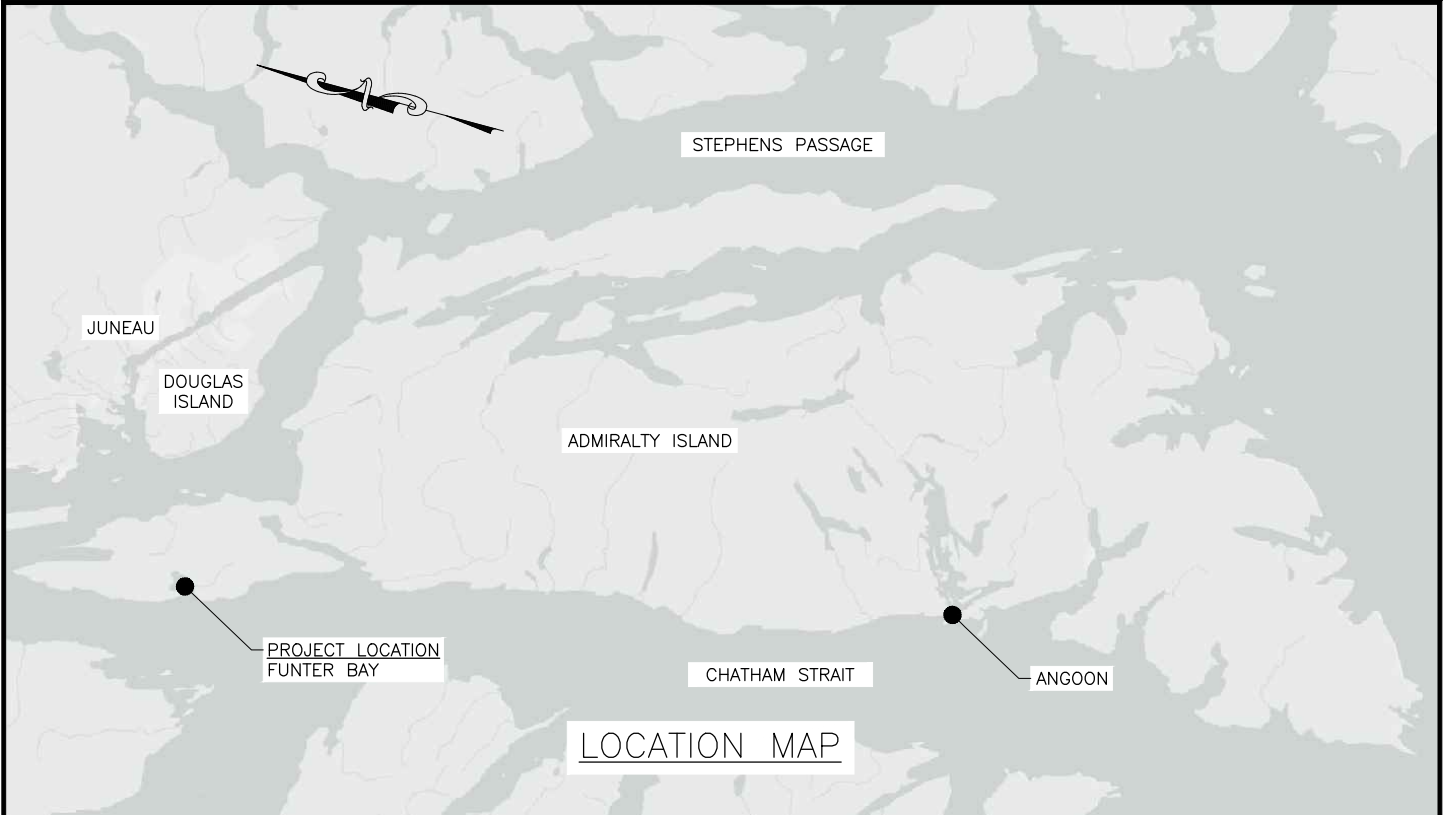 STEPHENS PASSAGE
JUNEAU
DOUGLAS
ISLAND
ADMIRALTY ISLAND
PROJECT LOCATION
FUNTER BAY
CHATHAM STRAIT
ANGOON
LOCATION MAP